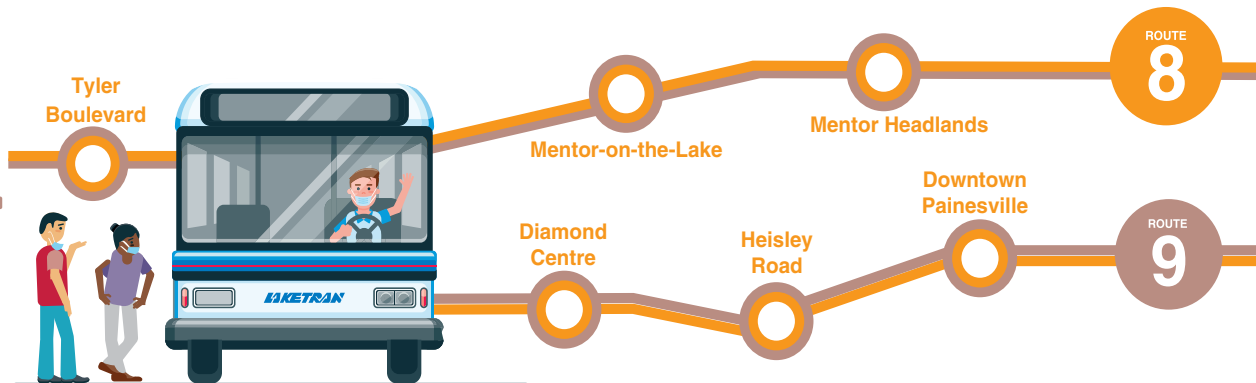 Tyler
Boulevard
Mentor-on-the-Lake
Mentor Headlands
ROUTE
8
LAKETRAN
Diamond
Centre
Heisley
Road
Downtown
Painesville
ROUTE
9